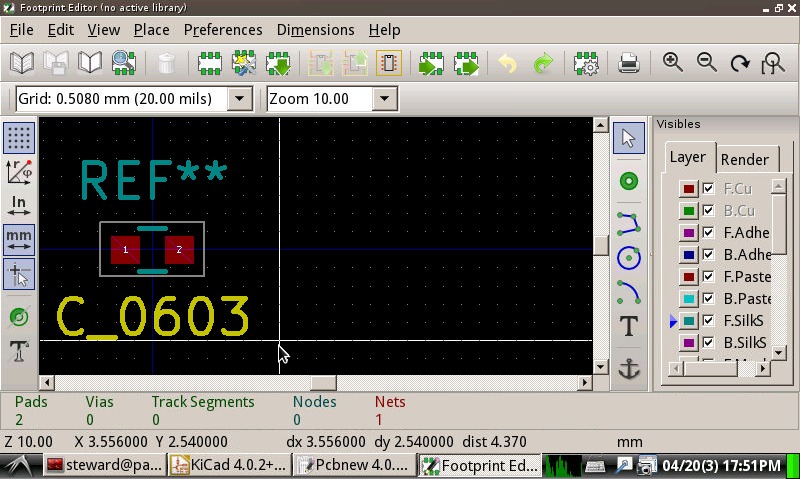 Footprint Editor (no active library)
File Edit View Place Preferences Dimensions Help
Grid: 0.5080 mm (20.00 mils) Zoom 10.00
In
mm
REF**
1 2
C_0603
T
Visibles
Layer Render
F.Cu
B.Cu
F.Adhe
B.Adhe
F.Paste
B.Paste
F.SilkS
B.SilkS
Pads Vias Track Segments Nodes Nets
2 0 0 0 1
Z 10.00 X 3.556000 Y 2.540000 dx 3.556000 dy 2.540000 dist 4.370 mm
steward@pa... KiCad 4.0.2+... Pcbnew 4.0.... Footprint Ed... 04/20(3) 17:51PM